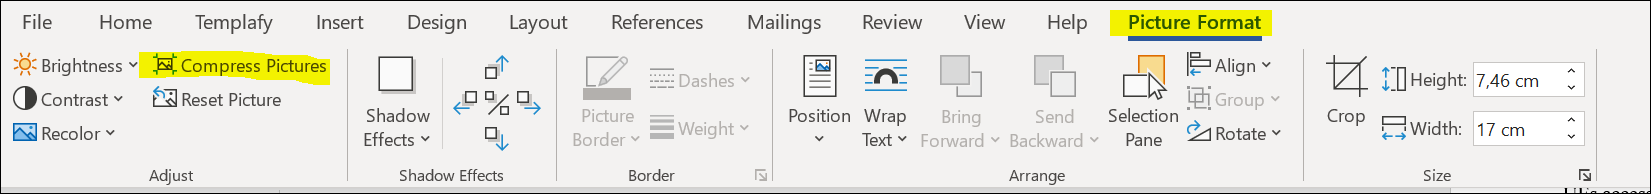 File Home Templafy Insert Design Layout References Mailings Review View Help Picture Format
Brightness
Contrast
Recolor
Compress Pictures
Reset Picture
Adjust
Shadow
Effects
Shadow Effects
Picture
Border
Dashes
Weight
Border
Position
Wrap
Text
Bring
Forward
Send
Backward
Selection
Pane
Align
Group
Rotate
Arrange
Crop
Height: 7,46 cm
Width: 17 cm
Size